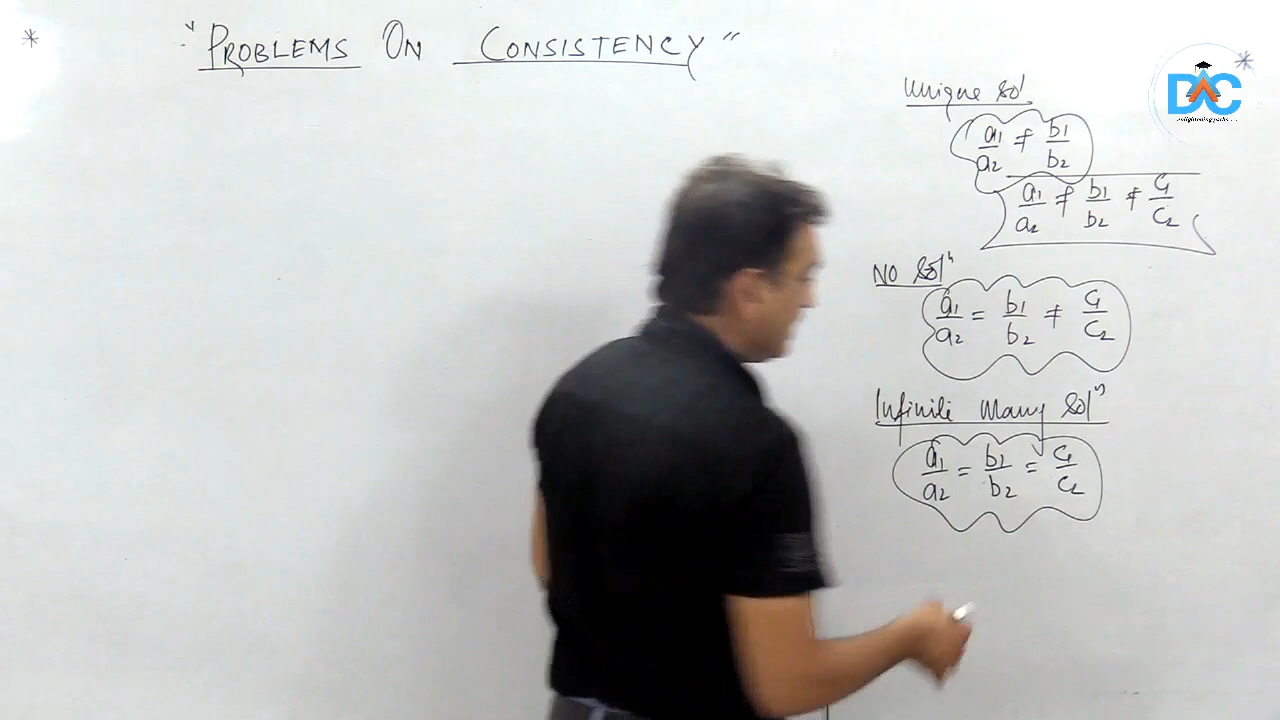 "PROBLEMS ON CONSISTENCY"
Unique Sol
a1/a2 ≠ b1/b2
a1/a2 ≠ b1/b2 ≠ c1/c2
NO Solⁿ
a1/a2 = b1/b2 ≠ c1/c2
Infinite Many Solⁿ
a1/a2 = b1/b2 = c1/c2
DAC